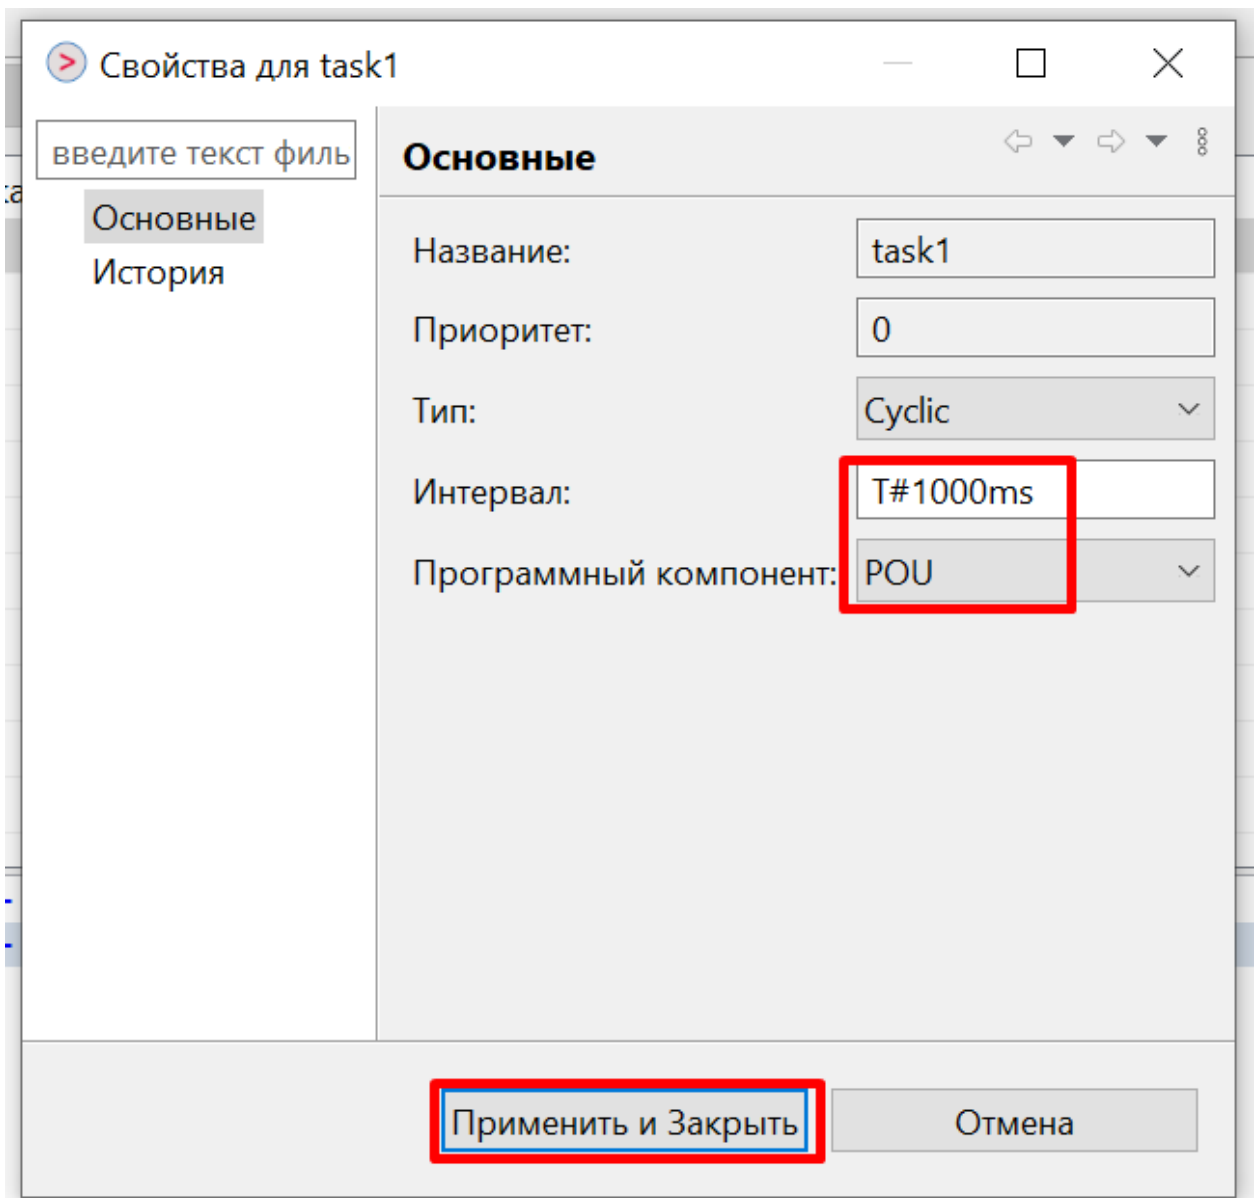 Свойства для task1
введите текст филь
Основные
История
Основные
Название: task1
Приоритет: 0
Тип: Cyclic
Интервал: T#1000ms
Программный компонент: POU
Применить и Закрыть
Отмена